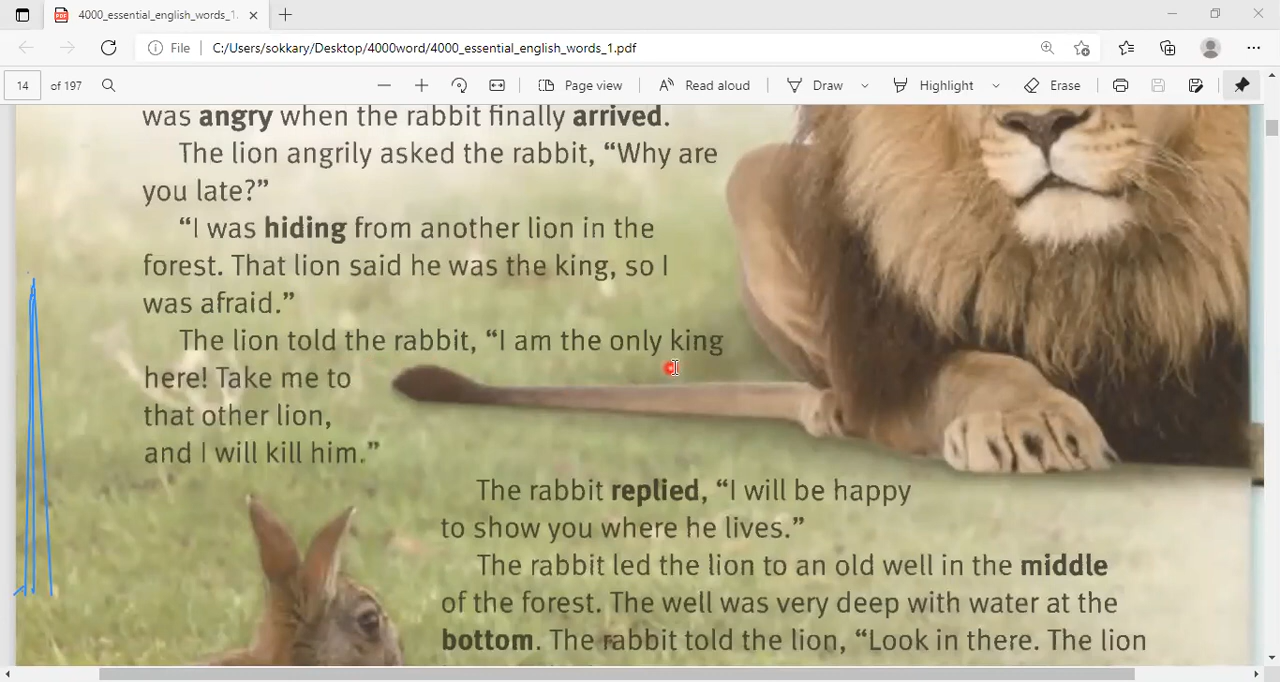 4000_essential_english_words_1.
File
C:/Users/sokkary/Desktop/4000word/4000_essential_english_words_1.pdf
14 of 197
Page view
Read aloud
Draw
Highlight
Erase
was angry when the rabbit finally arrived.
The lion angrily asked the rabbit, “Why are
you late?”
“I was hiding from another lion in the
forest. That lion said he was the king, so I
was afraid.”
The lion told the rabbit, “I am the only king
here! Take me to
that other lion,
and I will kill him.”
The rabbit replied, “I will be happy
to show you where he lives.”
The rabbit led the lion to an old well in the middle
of the forest. The well was very deep with water at the
bottom. The rabbit told the lion, “Look in there. The lion